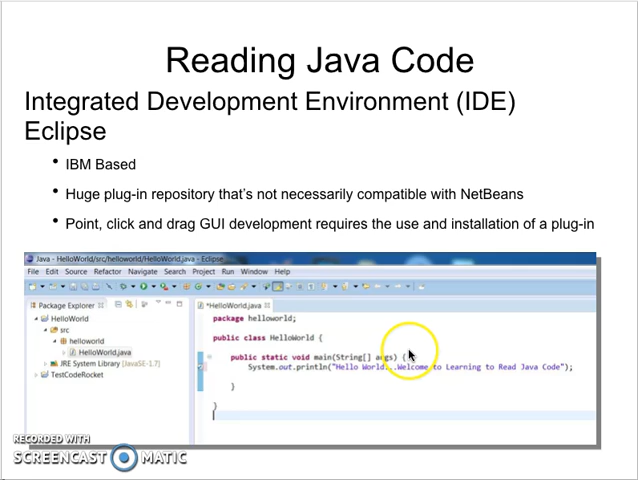 Reading Java Code
Integrated Development Environment (IDE)
Eclipse
• IBM Based
• Huge plug-in repository that's not necessarily compatible with NetBeans
• Point, click and drag GUI development requires the use and installation of a plug-in
Java - HelloWorld/src/helloworld/HelloWorld.java - Eclipse
File Edit Source Refactor Navigate Search Project Run Window Help
Package Explorer
*HelloWorld.java
HelloWorld
src
helloworld
HelloWorld.java
JRE System Library [JavaSE-1.7]
TestCodeRocket
package helloworld;
public class HelloWorld {
public static void main(String[] args) {
System.out.println("Hello World...Welcome to Learning to Read Java Code");
}
}
RECORDED WITH
SCREENCAST MATIC